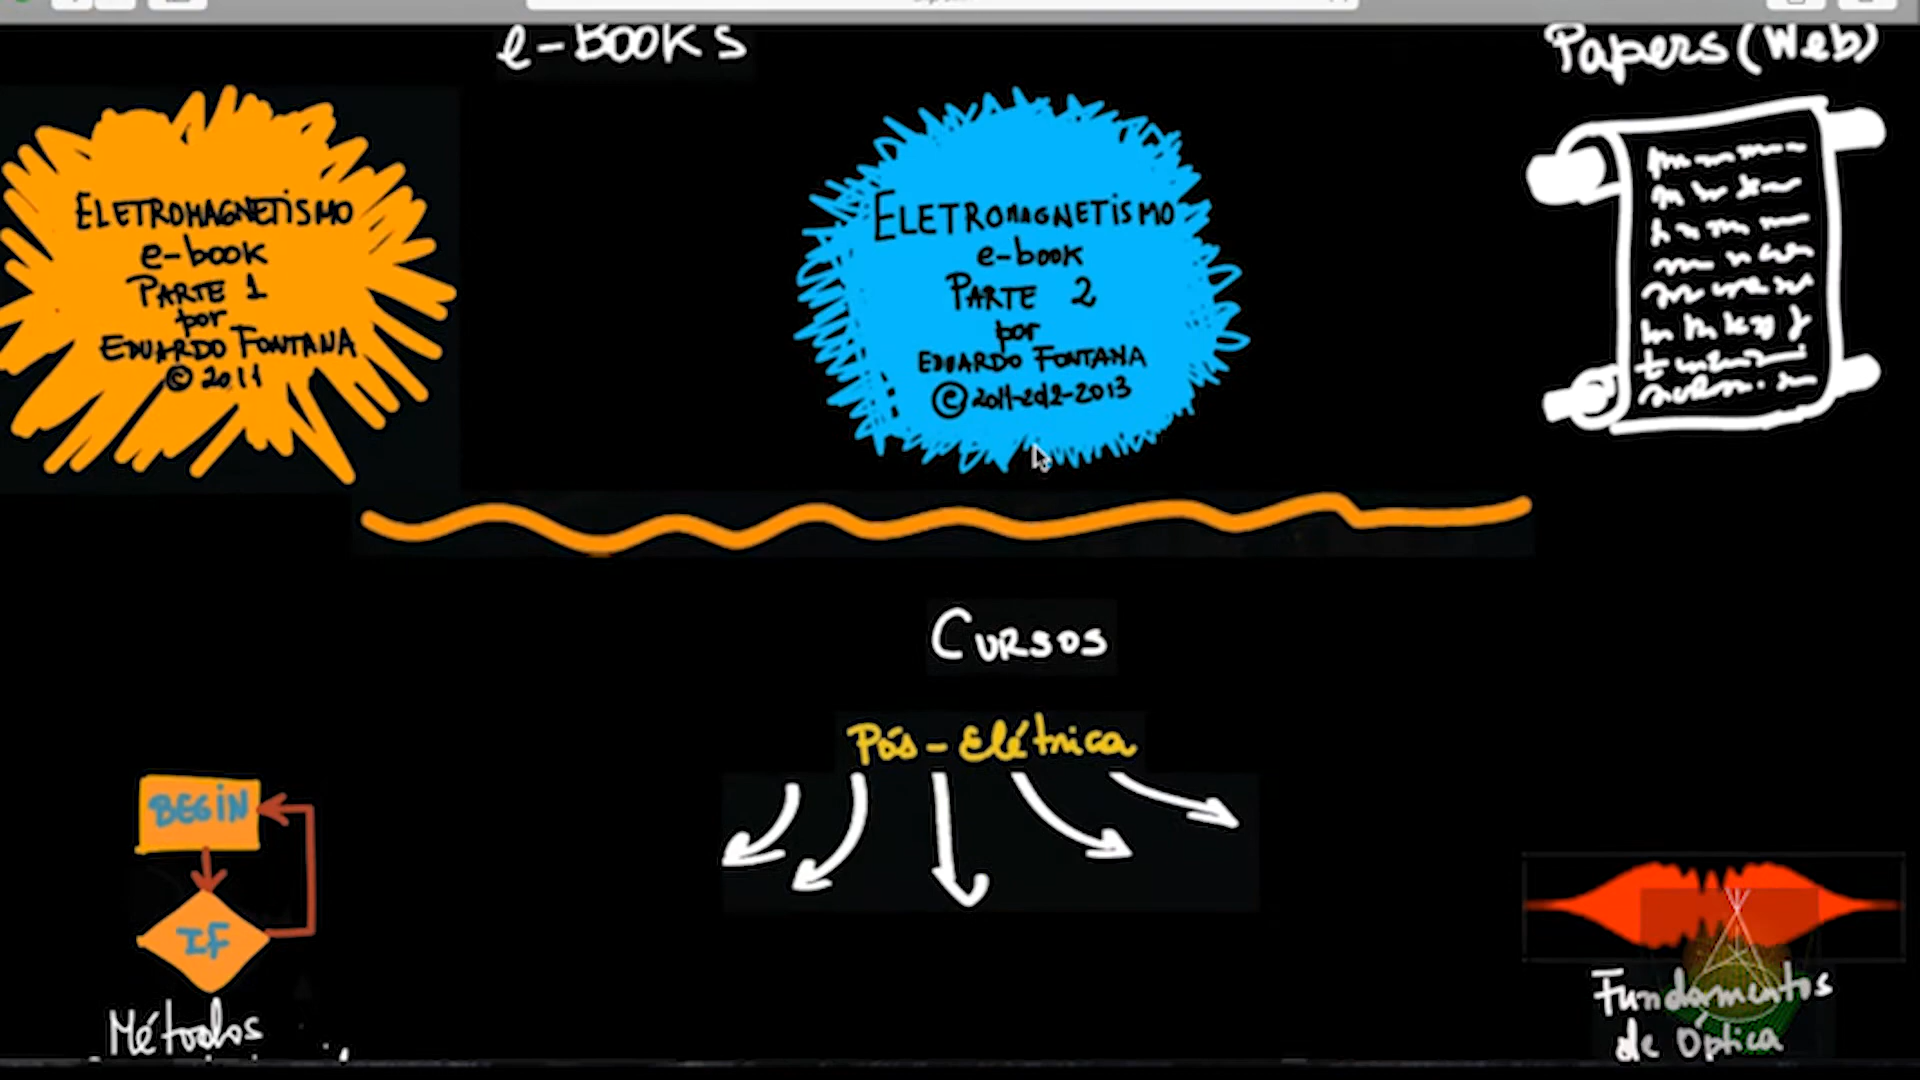 e-Books
Papers (Web)
ELETROMAGNETISMO
e-book
PARTE 1
por
EDUARDO FONTANA
© 2011
ELETROMAGNETISMO
e-book
PARTE 2
por
EDUARDO FONTANA
© 2011-2012-2013
CURSOS
Pós-Elétrica
BEGIN
IF
Métodos
Fundamentos
de Óptica